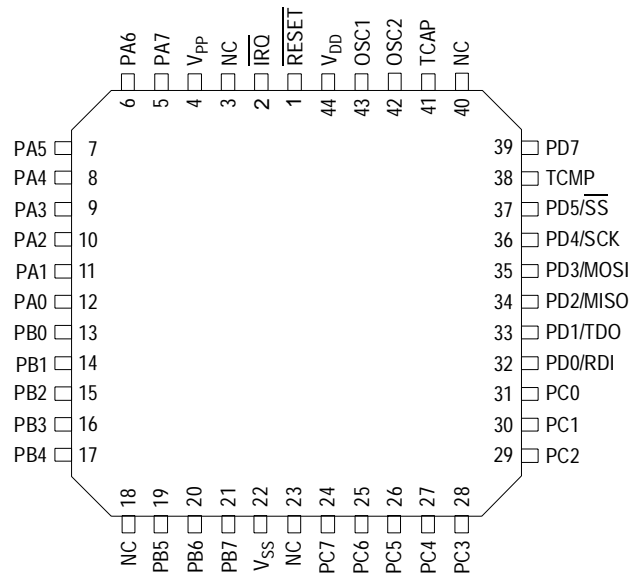 PA6
PA7
VPP
NC
IRQ
RESET
VDD
OSC1
OSC2
TCAP
NC
6
5
4
3
2
1
44
43
42
41
40
PA5 7
PA4 8
PA3 9
PA2 10
PA1 11
PA0 12
PB0 13
PB1 14
PB2 15
PB3 16
PB4 17
39 PD7
38 TCMP
37 PD5/SS
36 PD4/SCK
35 PD3/MOSI
34 PD2/MISO
33 PD1/TDO
32 PD0/RDI
31 PC0
30 PC1
29 PC2
18
19
20
21
22
23
24
25
26
27
28
NC
PB5
PB6
PB7
VSS
NC
PC7
PC6
PC5
PC4
PC3